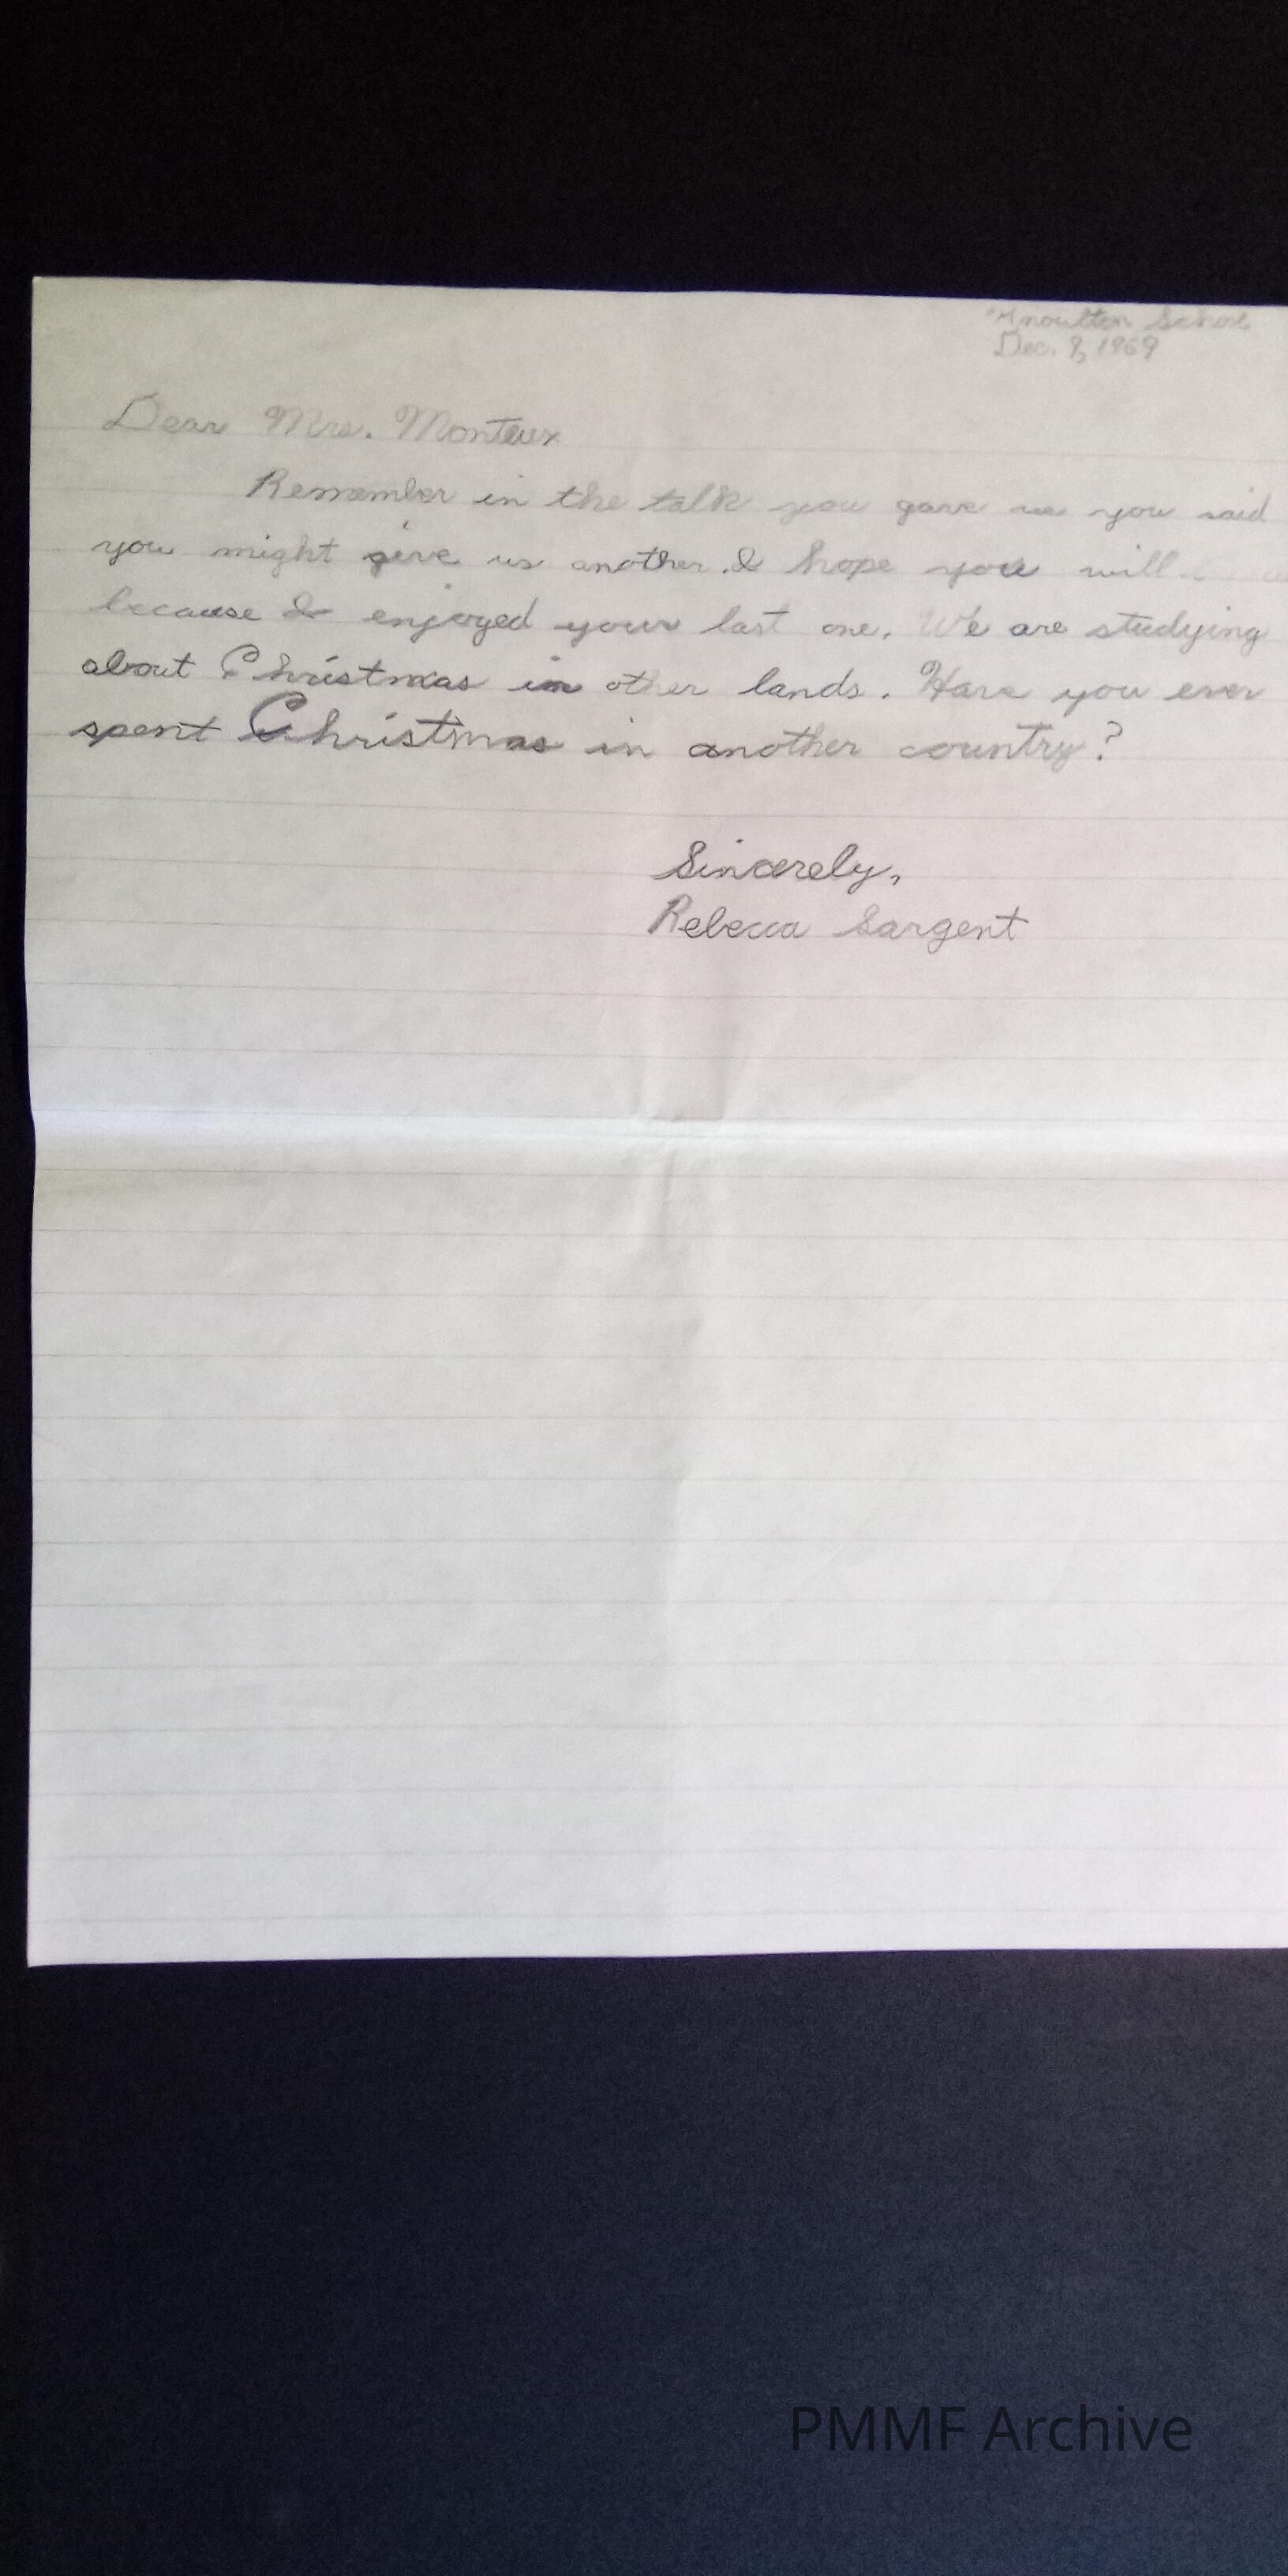 Knowlton School
Dec. 8, 1969
Dear Mrs. Monteux
Remember in the talk you gave us you said
you might give us another. I hope you will
because I enjoyed your last one. We are studying
about Christmas in other lands. Have you ever
spent Christmas in another country?
Sincerely,
Rebecca Sargent
PMMF Archive